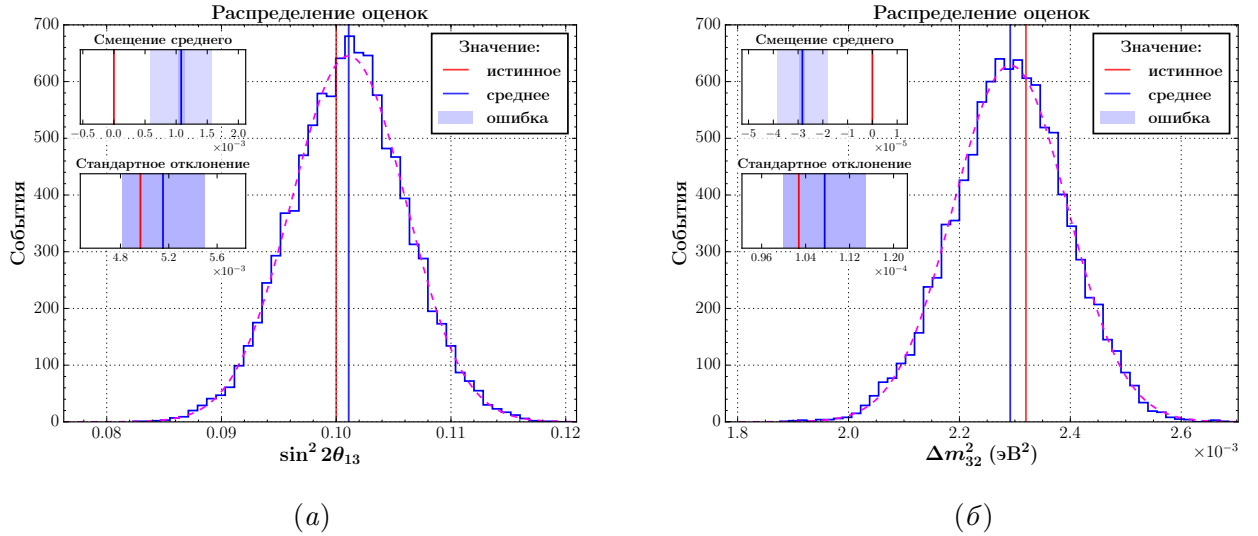 Распределение оценок
Смещение среднего
−0.5 0.0 0.5 1.0 1.5 2.0
×10⁻³
Стандартное отклонение
4.8 5.2 5.6
×10⁻³
Значение:
истинное
среднее
ошибка
События
700
600
500
400
300
200
100
0
0.08 0.09 0.10 0.11 0.12
sin² 2θ₁₃
(а)
Распределение оценок
Смещение среднего
−5 −4 −3 −2 −1 0 1
×10⁻⁵
Стандартное отклонение
0.96 1.04 1.12 1.20
×10⁻⁴
Значение:
истинное
среднее
ошибка
События
700
600
500
400
300
200
100
0
1.8 2.0 2.2 2.4 2.6
×10⁻³
Δm²₃₂ (эВ²)
(б)